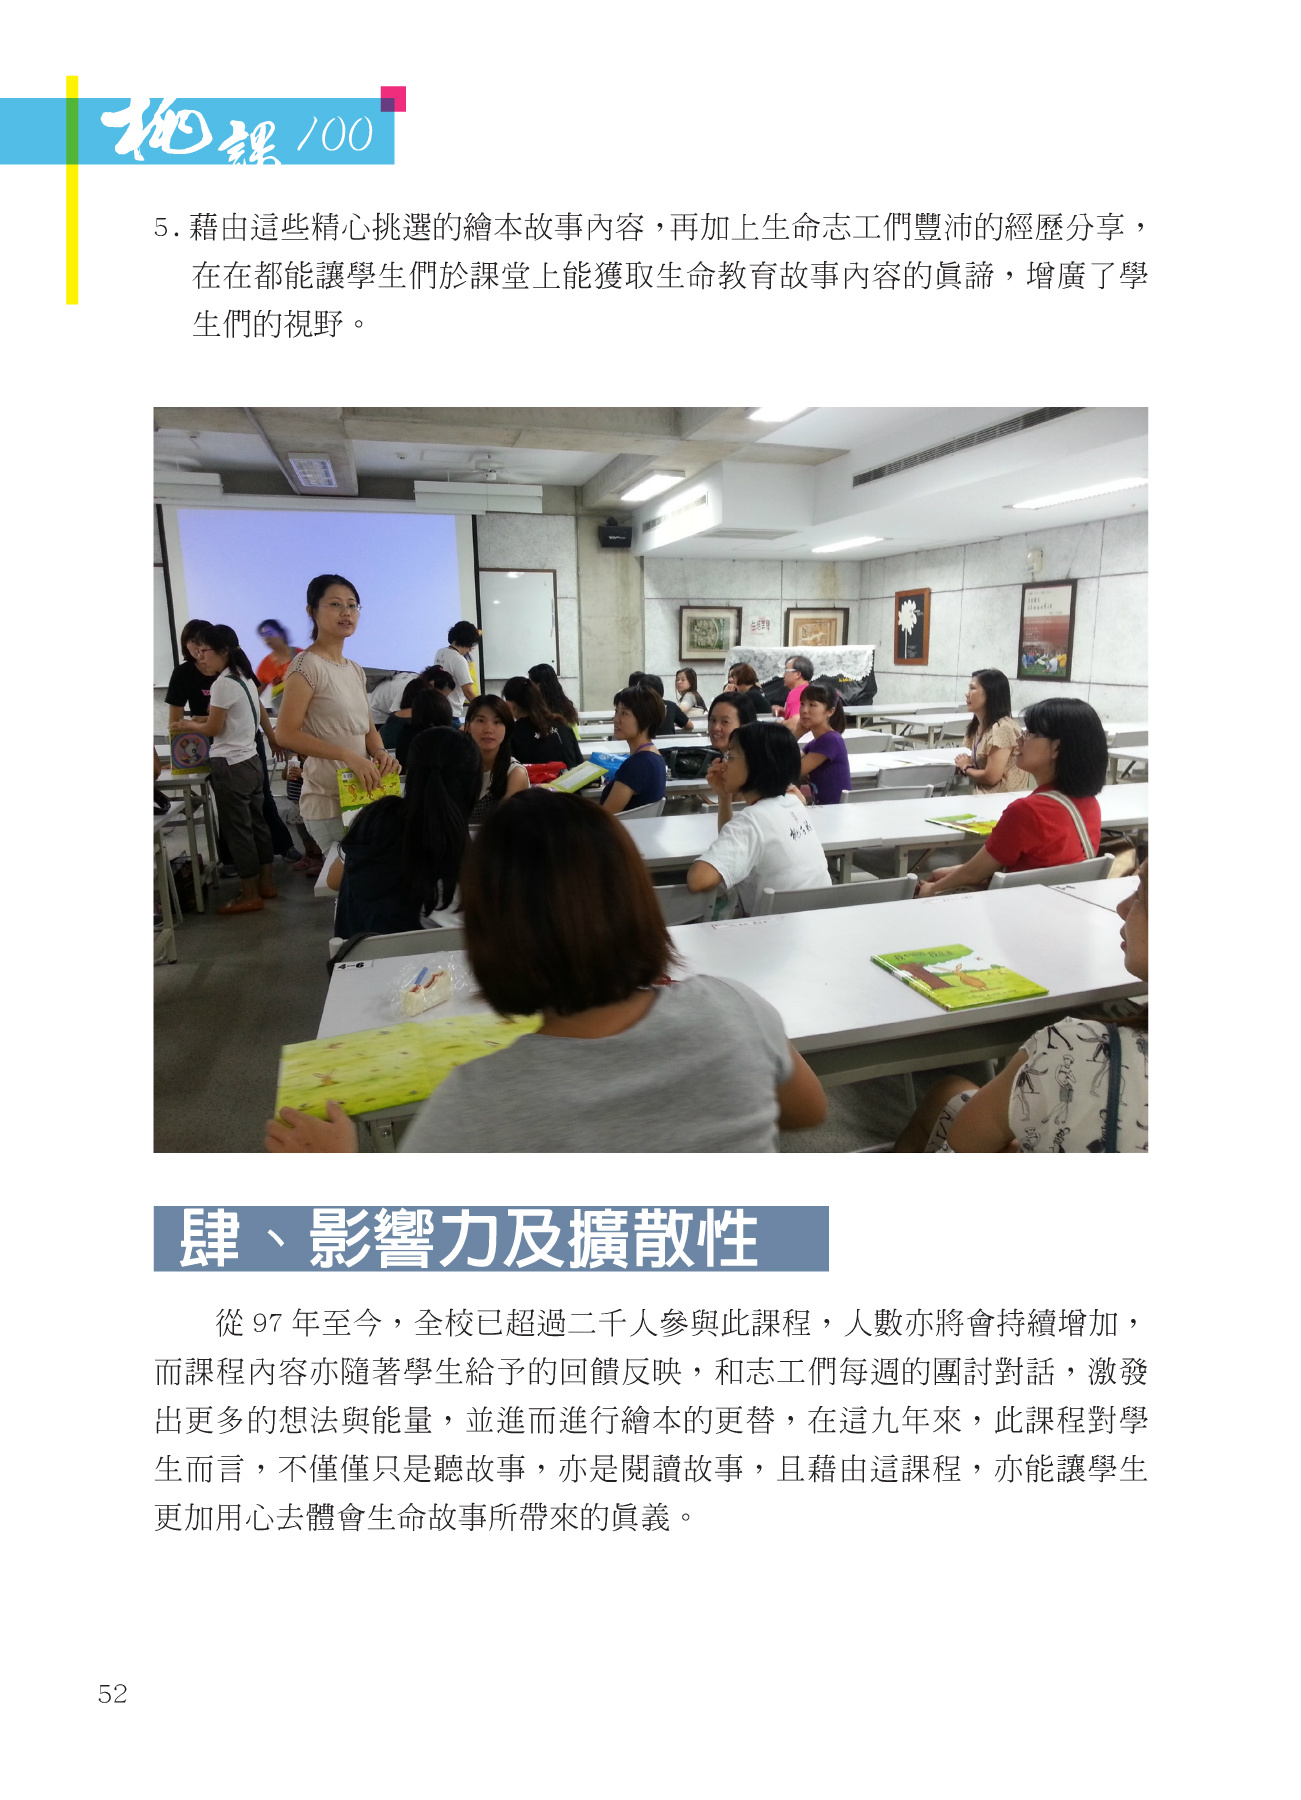 桃課100
5. 藉由這些精心挑選的繪本故事內容，再加上生命志工們豐沛的經歷分享，
在在都能讓學生們於課堂上能獲取生命教育故事內容的眞諦，增廣了學
生們的視野。
4-6
肆、影響力及擴散性
從 97 年至今，全校已超過二千人參與此課程，人數亦將會持續增加，
而課程內容亦隨著學生給予的回饋反映，和志工們每週的團討對話，激發
出更多的想法與能量，並進而進行繪本的更替，在這九年來，此課程對學
生而言，不僅僅只是聽故事，亦是閱讀故事，且藉由這課程，亦能讓學生
更加用心去體會生命故事所帶來的眞義。
52